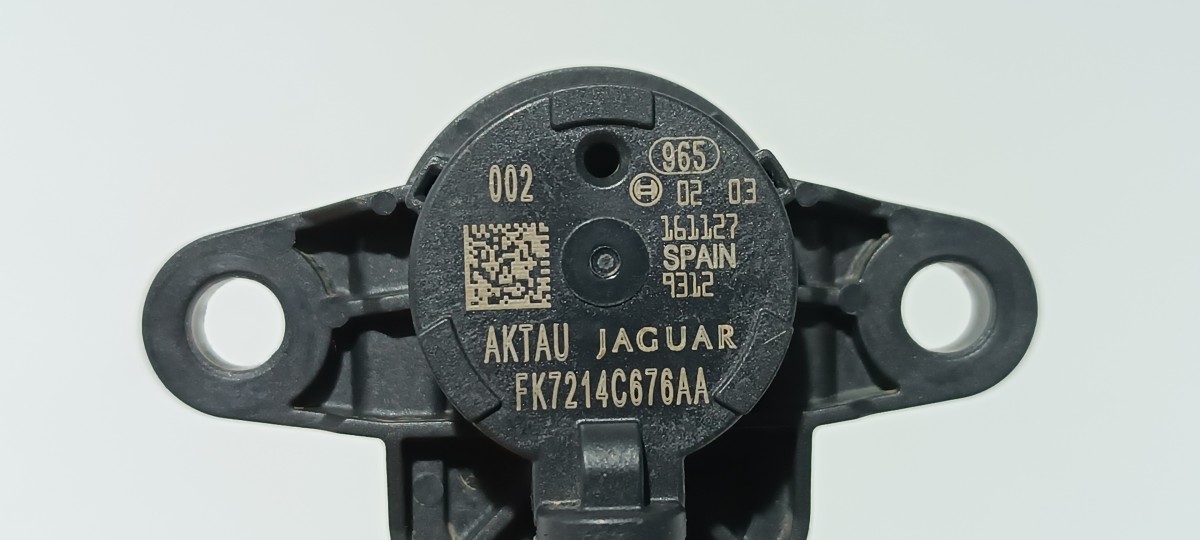 965
002
02 03
161127
SPAIN
9312
AKTAU JAGUAR
FK7214C676AA